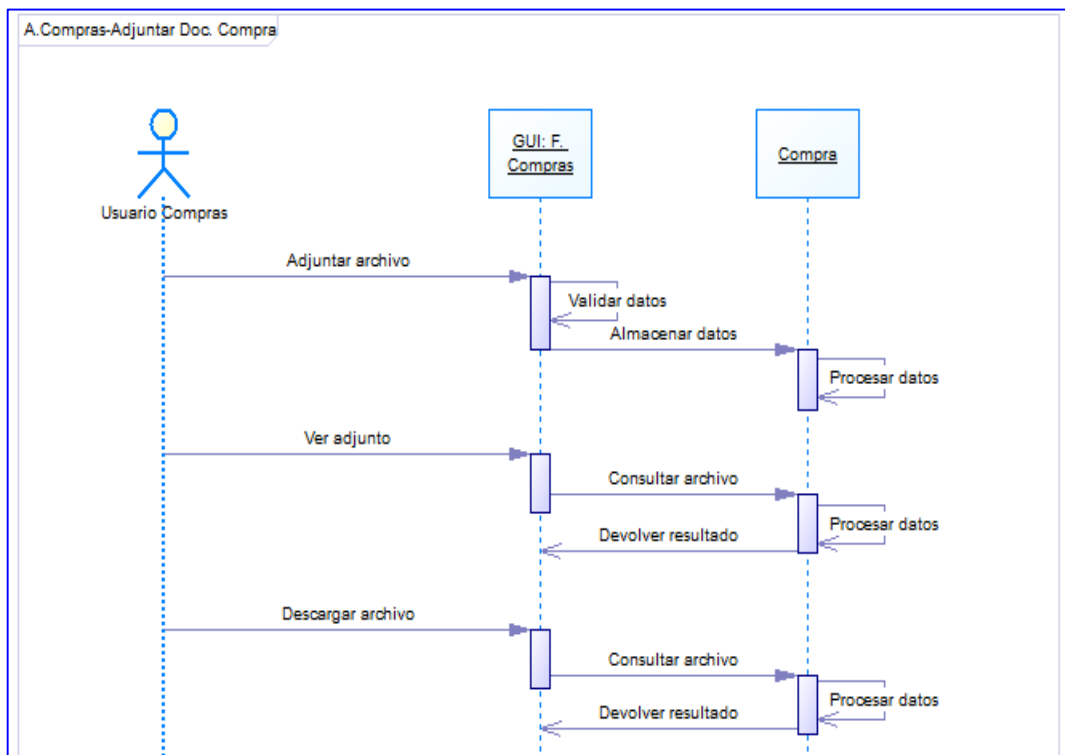 A.Compras-Adjuntar Doc. Compra
GUI: F.
Compras
Compra
Usuario Compras
Adjuntar archivo
Validar datos
Almacenar datos
Procesar datos
Ver adjunto
Consultar archivo
Procesar datos
Devolver resultado
Descargar archivo
Consultar archivo
Procesar datos
Devolver resultado